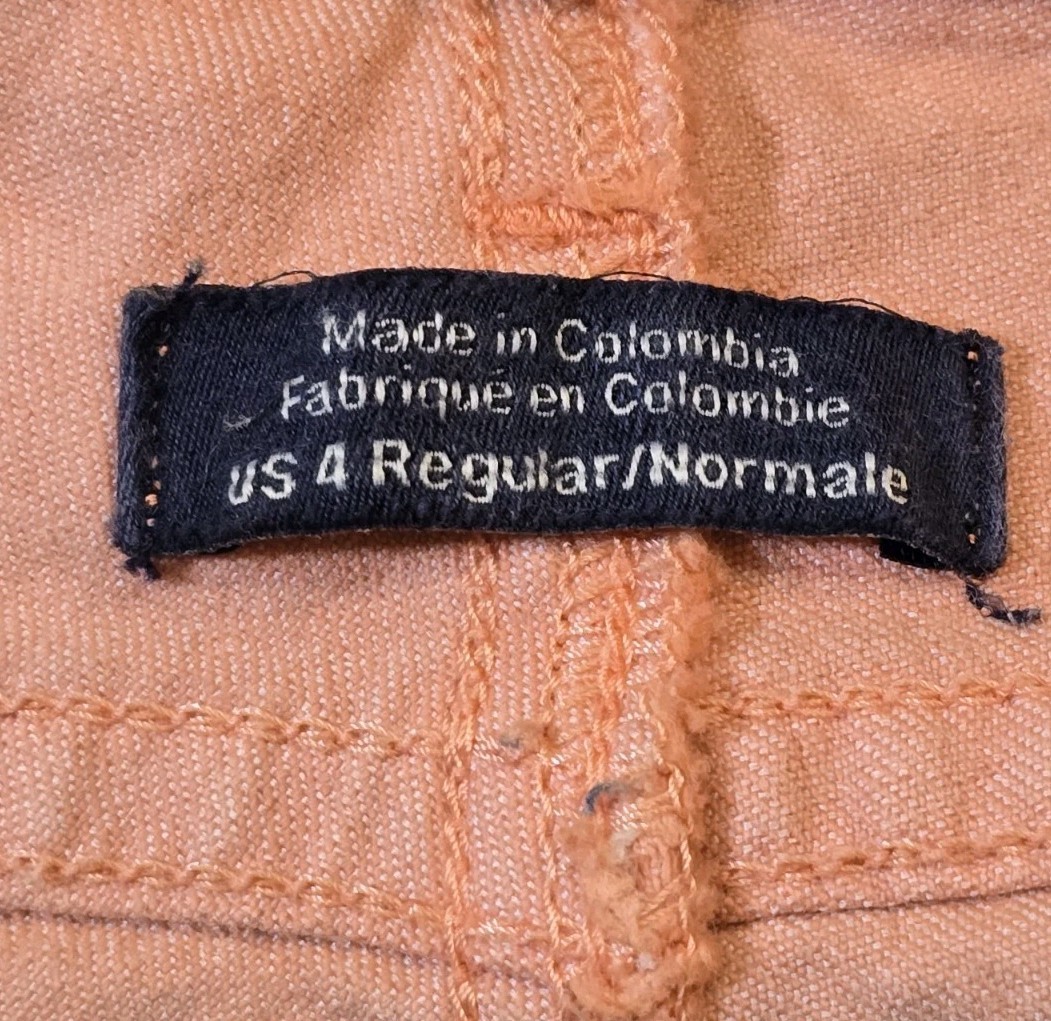 Made in Colombia
Fabriqué en Colombie
US 4 Regular/Normale